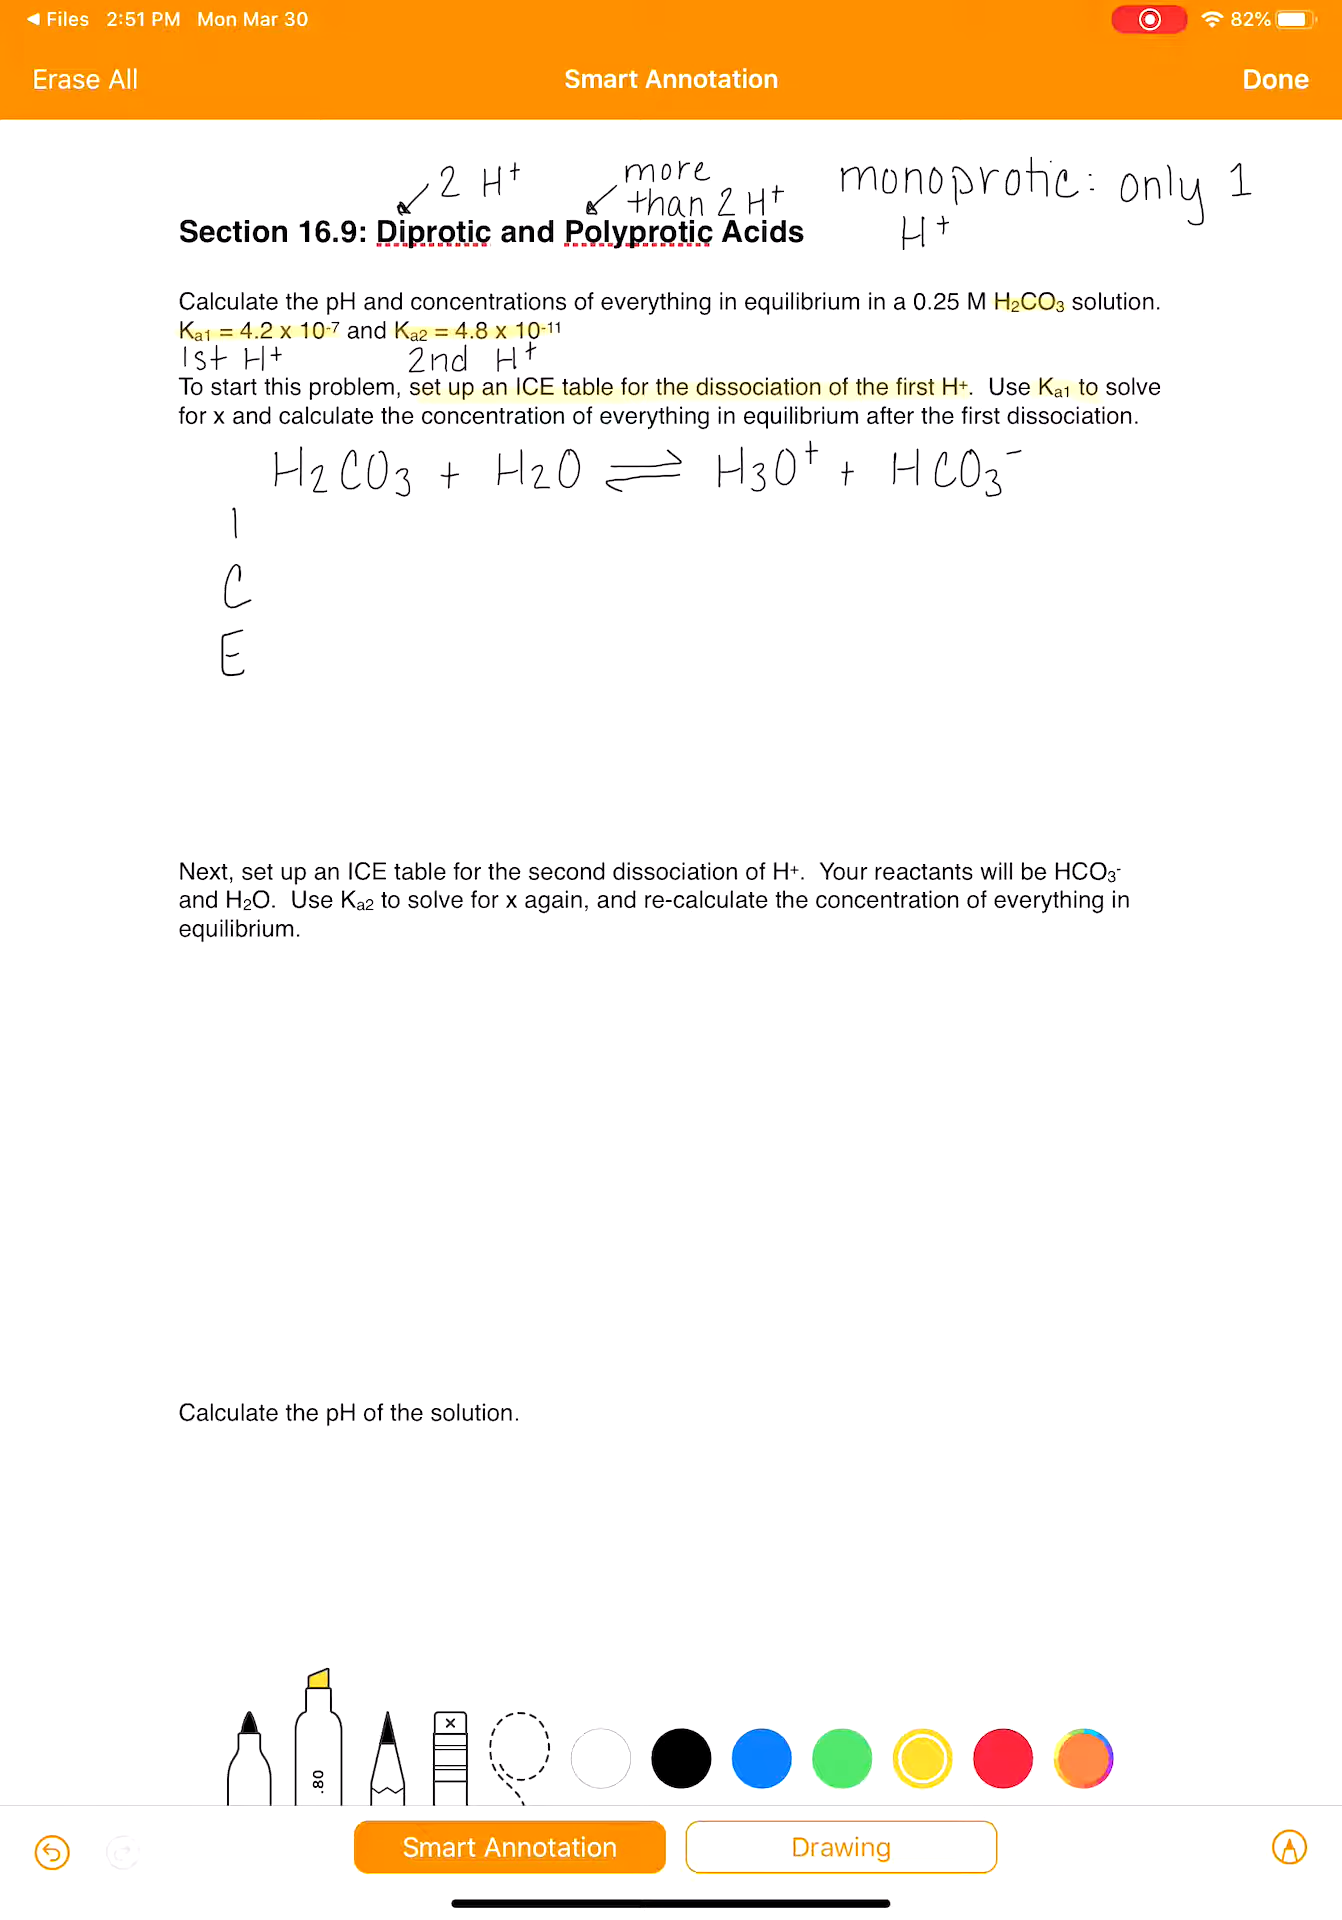 Files 2:51 PM Mon Mar 30 82%
Erase All Smart Annotation Done
2 H⁺ more than 2 H⁺ monoprotic: only 1 H⁺
Section 16.9: Diprotic and Polyprotic Acids
Calculate the pH and concentrations of everything in equilibrium in a 0.25 M H₂CO₃ solution.
Kₐ₁ = 4.2 x 10⁻⁷ and Kₐ₂ = 4.8 x 10⁻¹¹
1st H⁺ 2nd H⁺
To start this problem, set up an ICE table for the dissociation of the first H⁺. Use Kₐ₁ to solve
for x and calculate the concentration of everything in equilibrium after the first dissociation.
H₂CO₃ + H₂O ⇌ H₃O⁺ + HCO₃⁻
I
C
E
Next, set up an ICE table for the second dissociation of H⁺. Your reactants will be HCO₃⁻
and H₂O. Use Kₐ₂ to solve for x again, and re-calculate the concentration of everything in
equilibrium.
Calculate the pH of the solution.
.80
Smart Annotation Drawing